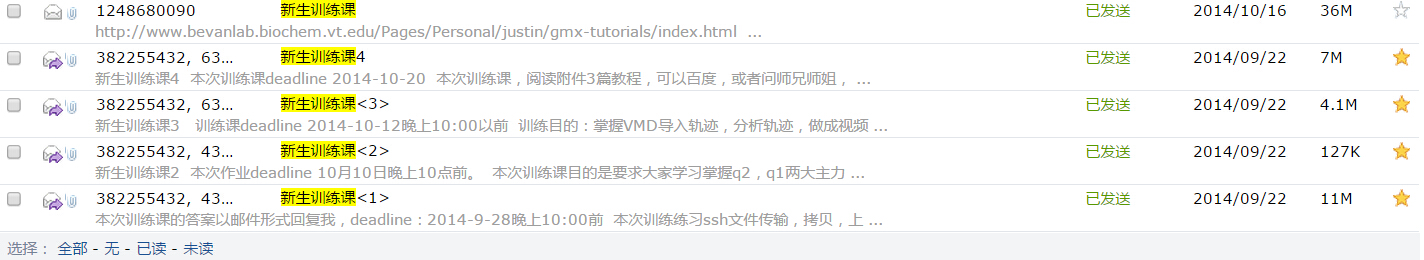 1248680090 新生训练课 已发送 2014/10/16 36M
http://www.bevanlab.biochem.vt.edu/Pages/Personal/justin/gmx-tutorials/index.html ...
382255432，63... 新生训练课4 已发送 2014/09/22 7M
新生训练课4 本次训练课deadline 2014-10-20 本次训练课，阅读附件3篇教程，可以百度，或者问师兄师姐， ...
382255432，63... 新生训练课<3> 已发送 2014/09/22 4.1M
新生训练课3 训练课deadline 2014-10-12晚上10:00以前 训练目的：掌握VMD导入轨迹，分析轨迹，做成视频 ...
382255432，43... 新生训练课<2> 已发送 2014/09/22 127K
新生训练课2 本次作业deadline 10月10日晚上10点前。 本次训练课目的是要求大家学习掌握q2，q1两大主力 ...
382255432，43... 新生训练课<1> 已发送 2014/09/22 11M
本次训练课的答案以邮件形式回复我，deadline：2014-9-28晚上10:00前 本次训练练习ssh文件传输，拷贝，上 ...
选择： 全部 - 无 - 已读 - 未读